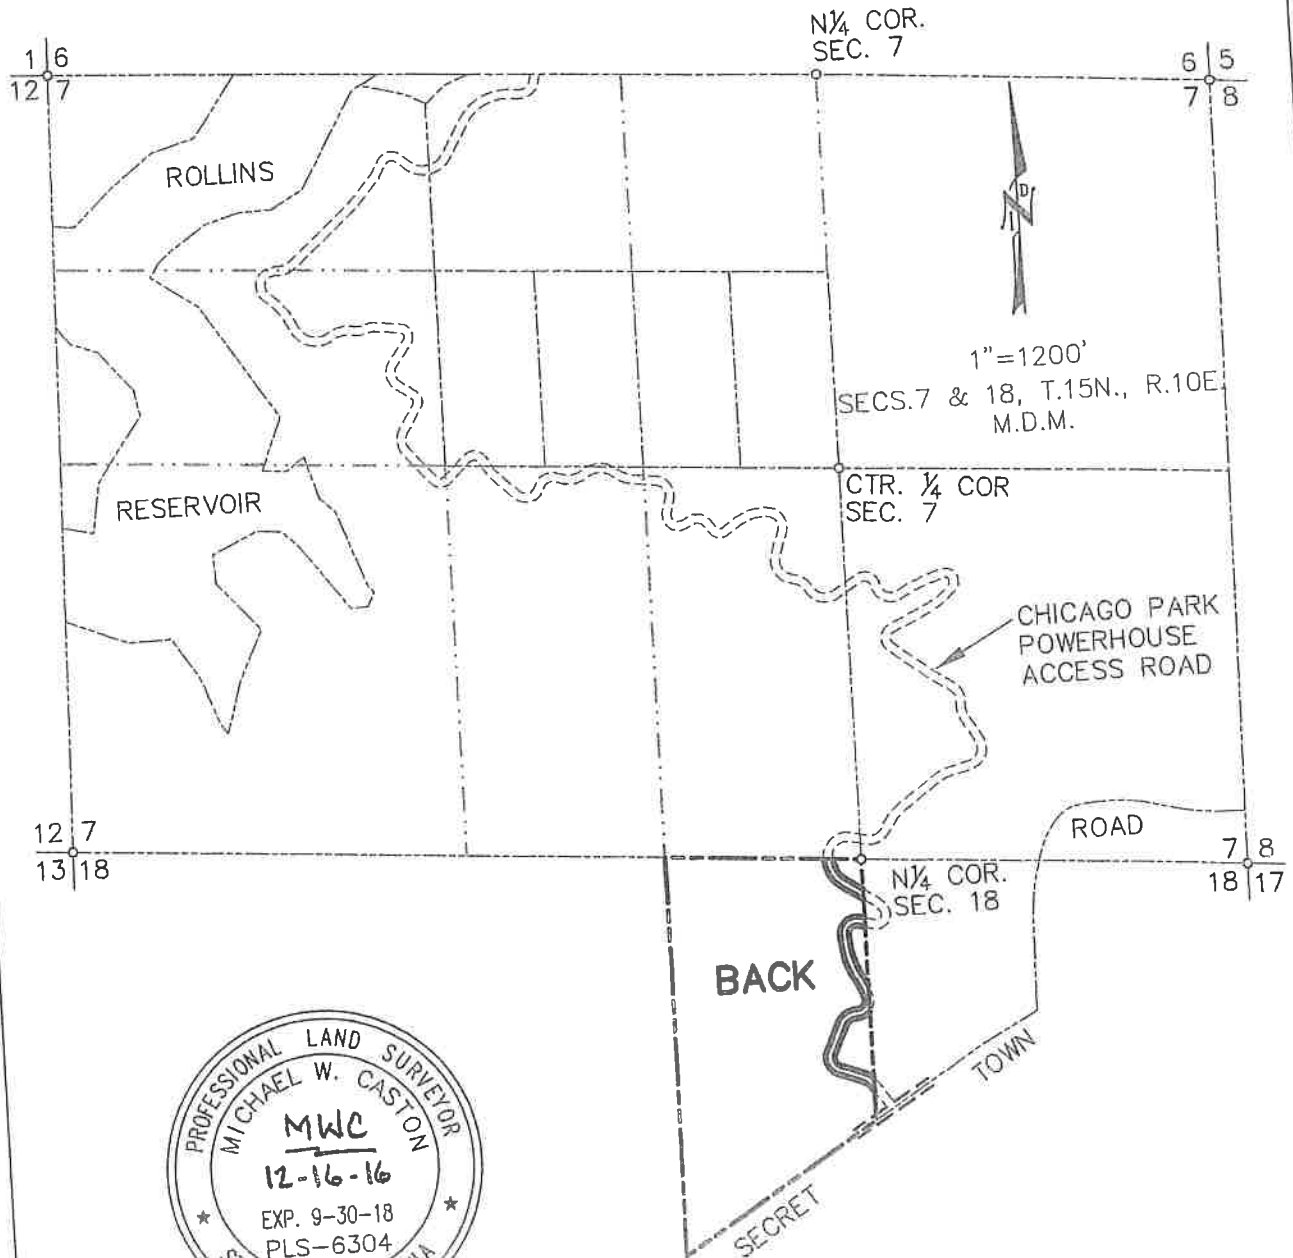 N¼ COR.
SEC. 7
1 6
12 7
6 5
7 8
ROLLINS
D
N
1"=1200'
SECS.7 & 18, T.15N., R.10E.
M.D.M.
CTR. ¼ COR
SEC. 7
RESERVOIR
CHICAGO PARK
POWERHOUSE
ACCESS ROAD
ROAD
12 7
13 18
7 8
18 17
N¼ COR.
SEC. 18
BACK
TOWN
SECRET
PROFESSIONAL LAND SURVEYOR
MICHAEL W. CASTON
MWC
12-16-16
EXP. 9-30-18
PLS-6304